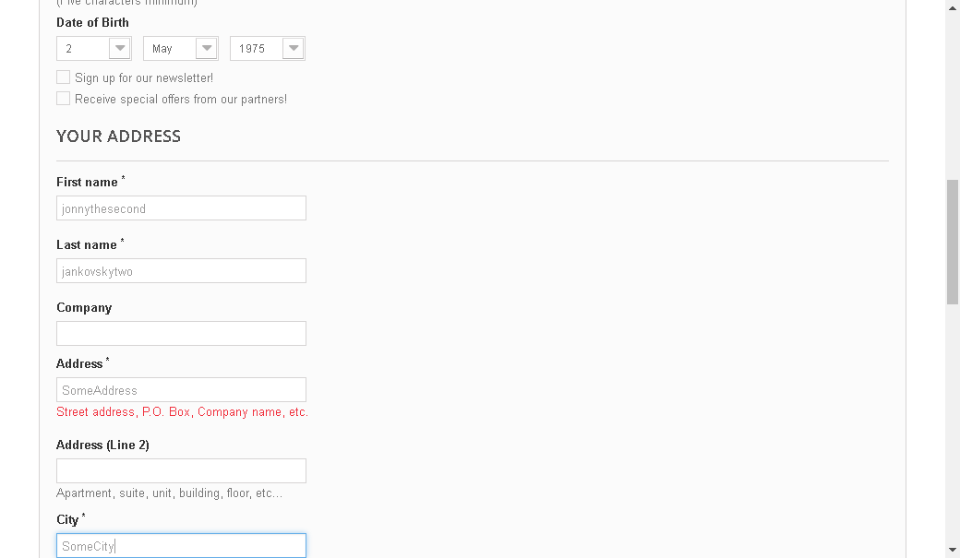 (Five characters minimum)
Date of Birth
2 May 1975
Sign up for our newsletter!
Receive special offers from our partners!
YOUR ADDRESS
First name *
jonnythesecond
Last name *
jankovskytwo
Company
Address *
SomeAddress
Street address, P.O. Box, Company name, etc.
Address (Line 2)
Apartment, suite, unit, building, floor, etc...
City *
SomeCity